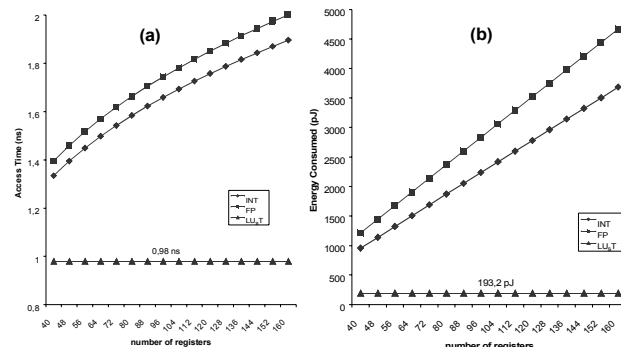 (a)
2
1,8
1,6
1,4
1,2
1
0,8
Access Time (ns)
INT
FP
LUsT
0,98 ns
40 48 56 64 72 80 88 96 104 112 120 128 136 144 152 160
number of registers
(b)
5000
4500
4000
3500
3000
2500
2000
1500
1000
500
0
Energy Consumed (pJ)
INT
FP
LUsT
193,2 pJ
40 48 56 64 72 80 88 96 104 112 120 128 136 144 152 160
number of registers